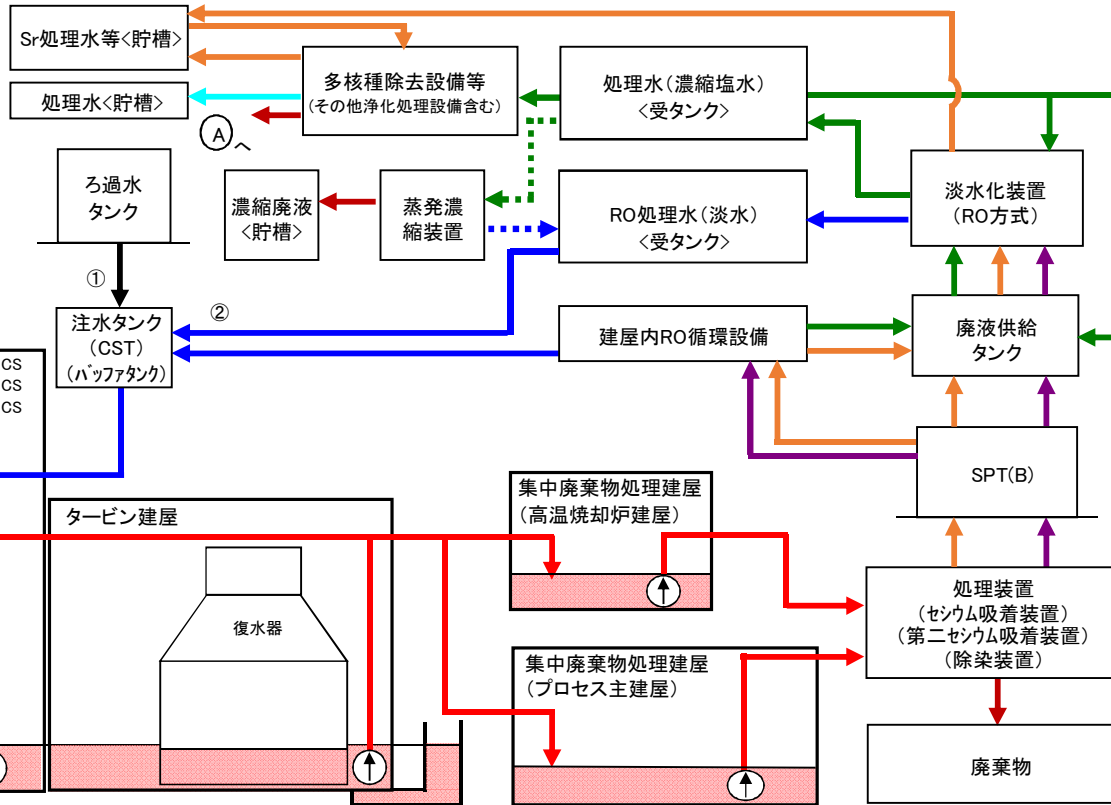 Sr処理水等<貯槽>
処理水<貯槽>
多核種除去設備等
(その他浄化処理設備含む)
処理水(濃縮塩水)
<受タンク>
A
へ
ろ過水
タンク
濃縮廃液
<貯槽>
蒸発濃
縮装置
RO処理水(淡水)
<受タンク>
淡水化装置
(RO方式)
①
②
注水タンク
(CST)
(バッファタンク)
建屋内RO循環設備
廃液供給
タンク
CS
CS
CS
SPT(B)
タービン建屋
復水器
集中廃棄物処理建屋
(高温焼却炉建屋)
処理装置
(セシウム吸着装置)
(第二セシウム吸着装置)
(除染装置)
集中廃棄物処理建屋
(プロセス主建屋)
廃棄物